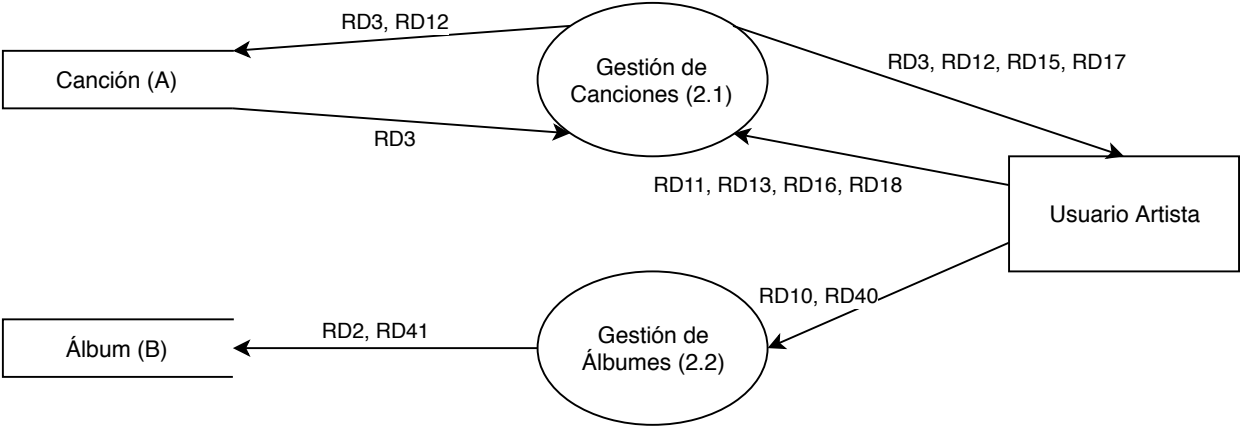 RD3, RD12
Canción (A)
Gestión de
Canciones (2.1)
RD3, RD12, RD15, RD17
RD3
RD11, RD13, RD16, RD18
Usuario Artista
RD10, RD40
RD2, RD41
Álbum (B)
Gestión de
Álbumes (2.2)